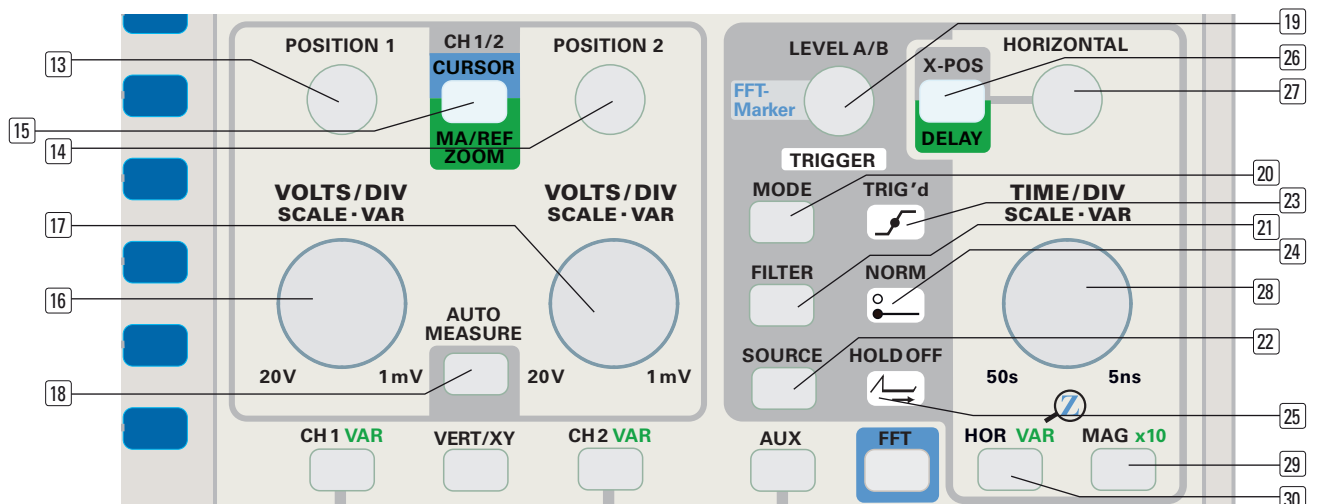 19
POSITION 1
CH 1/2
POSITION 2
LEVEL A/B
HORIZONTAL
13
CURSOR
X-POS
26
FFT-
Marker
27
15
14
MA/REF
ZOOM
DELAY
TRIGGER
20
VOLTS/DIV
SCALE · VAR
VOLTS/DIV
SCALE · VAR
MODE
TRIG'd
TIME/DIV
SCALE · VAR
23
17
21
24
FILTER
NORM
16
28
AUTO
MEASURE
22
SOURCE
HOLD OFF
20V
1mV
20V
1mV
50s
5ns
18
Z
25
CH 1 VAR
VERT/XY
CH 2 VAR
AUX
FFT
HOR VAR
MAG x10
29
30